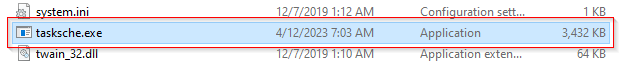 system.ini 12/7/2019 1:12 AM Configuration sett... 1 KB
tasksche.exe 4/12/2023 7:03 AM Application 3,432 KB
twain_32.dll 12/7/2019 1:10 AM Application exten... 64 KB